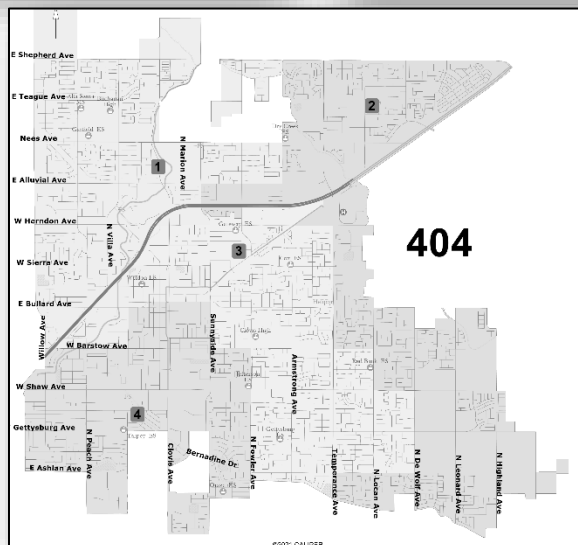 E Shepherd Ave
E Teague Ave
2
Nees Ave
N Marion Ave
1
E Alluvial Ave
W Herndon Ave
N Villa Ave
404
3
W Sierra Ave
E Bullard Ave
Willow Ave
Sunnyside Ave
W Barstow Ave
Armstrong Ave
W Shaw Ave
4
Gettysburg Ave
N Peach Ave
Clovis Ave
Bernadine Dr.
N Fowler Ave
Temperance Ave
N Locan Ave
N De Wolf Ave
N Leonard Ave
N Highland Ave
E Ashlan Ave
©2021 CALIPER